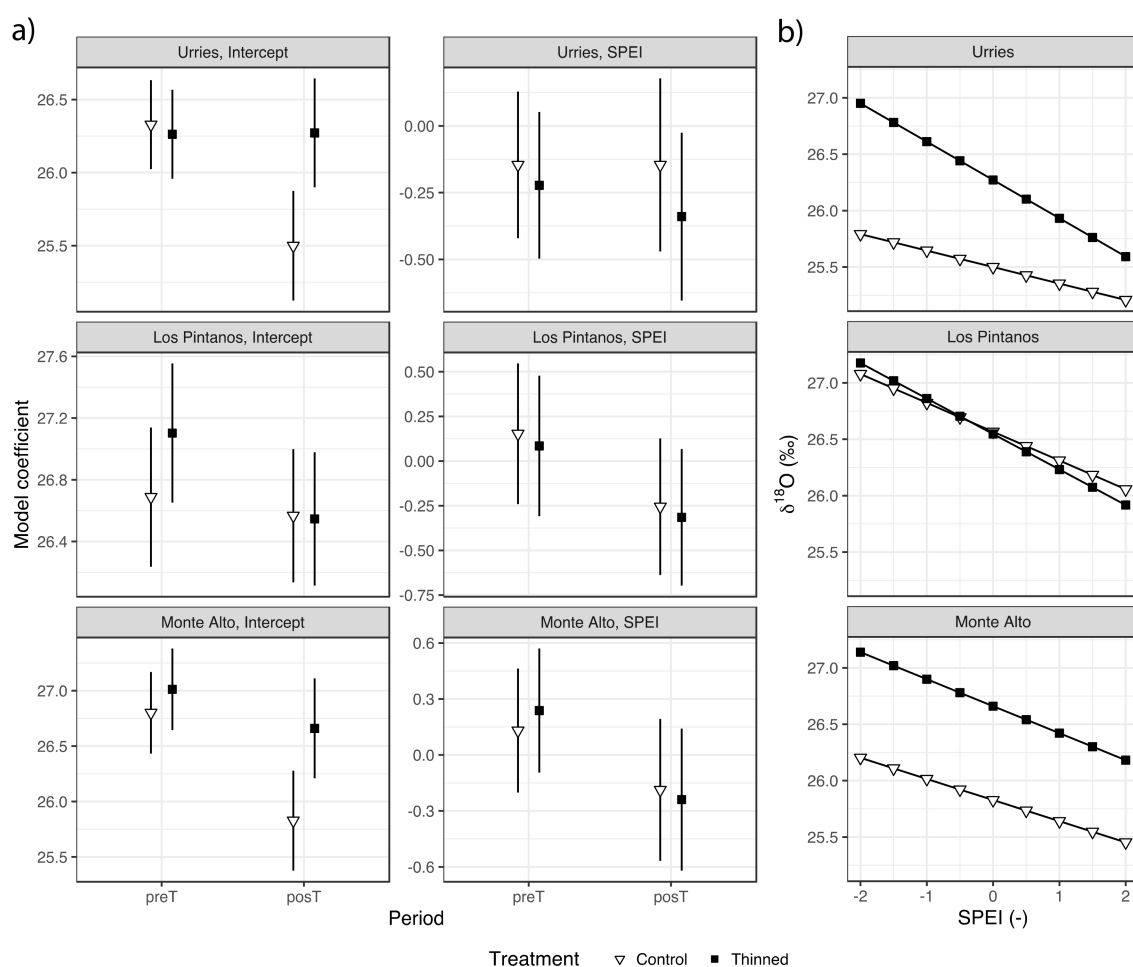 a)
b)
Urries, Intercept
Urries, SPEI
Urries
26.5
26.0
25.5
0.00
-0.25
-0.50
27.0
26.5
26.0
25.5
Los Pintanos, Intercept
Los Pintanos, SPEI
Los Pintanos
27.6
27.2
26.8
26.4
0.50
0.25
0.00
-0.25
-0.50
-0.75
27.0
26.5
26.0
25.5
Model coefficient
δ18O (‰)
Monte Alto, Intercept
Monte Alto, SPEI
Monte Alto
27.0
26.5
26.0
25.5
0.6
0.3
0.0
-0.3
-0.6
27.0
26.5
26.0
25.5
preT posT
preT posT
-2 -1 0 1 2
Period
SPEI (-)
Treatment Control Thinned